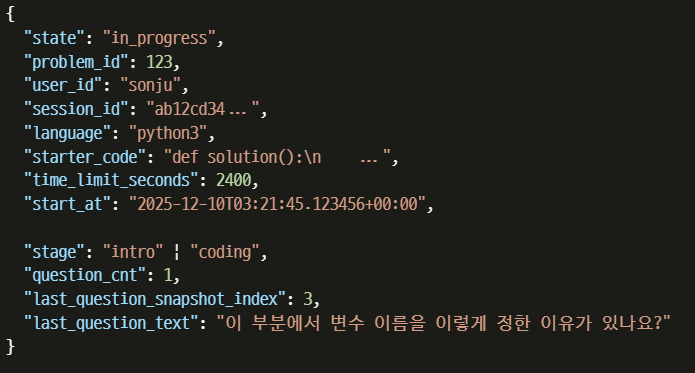 {
"state": "in_progress",
"problem_id": 123,
"user_id": "sonju",
"session_id": "ab12cd34...",
"language": "python3",
"starter_code": "def solution():\n    ...",
"time_limit_seconds": 2400,
"start_at": "2025-12-10T03:21:45.123456+00:00",
"stage": "intro" | "coding",
"question_cnt": 1,
"last_question_snapshot_index": 3,
"last_question_text": "이 부분에서 변수 이름을 이렇게 정한 이유가 있나요?"
}